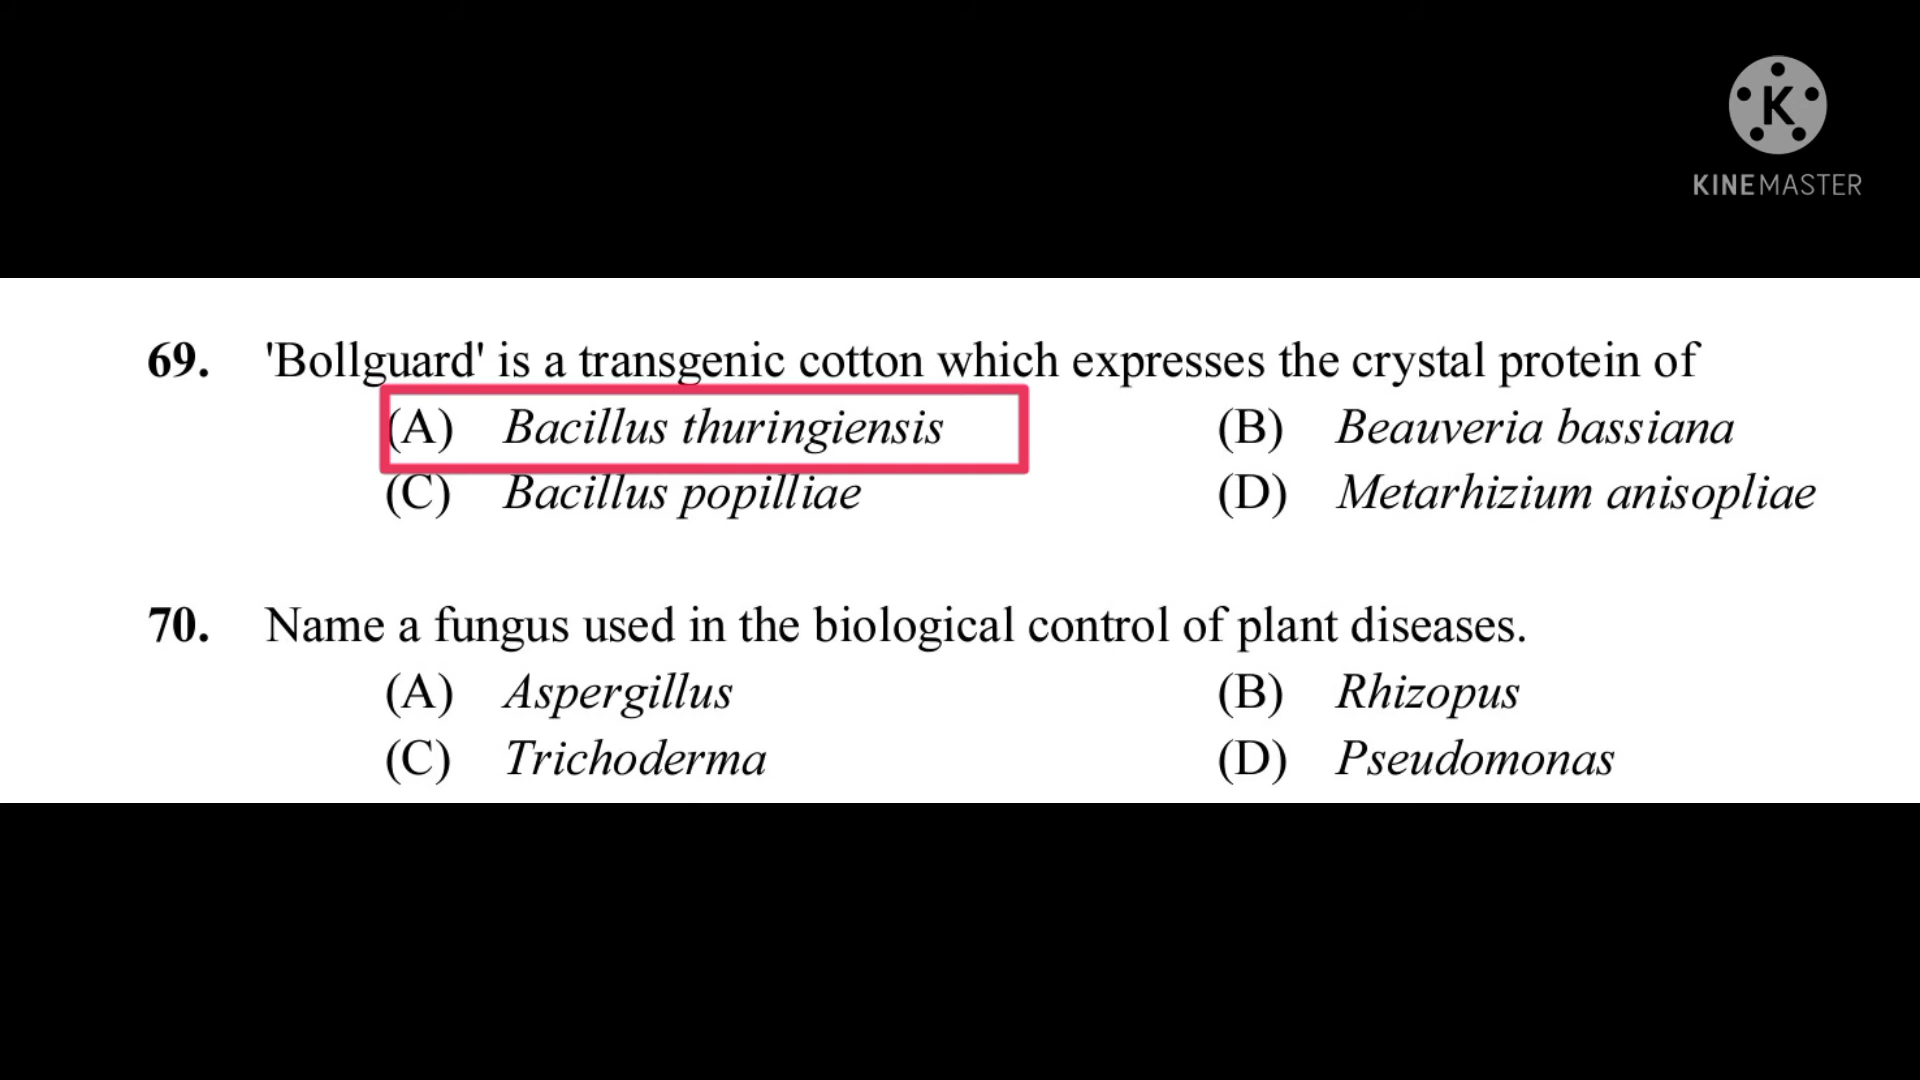 K
KINEMASTER
69. 'Bollguard' is a transgenic cotton which expresses the crystal protein of
(A) Bacillus thuringiensis (B) Beauveria bassiana
(C) Bacillus popilliae (D) Metarhizium anisopliae
70. Name a fungus used in the biological control of plant diseases.
(A) Aspergillus (B) Rhizopus
(C) Trichoderma (D) Pseudomonas